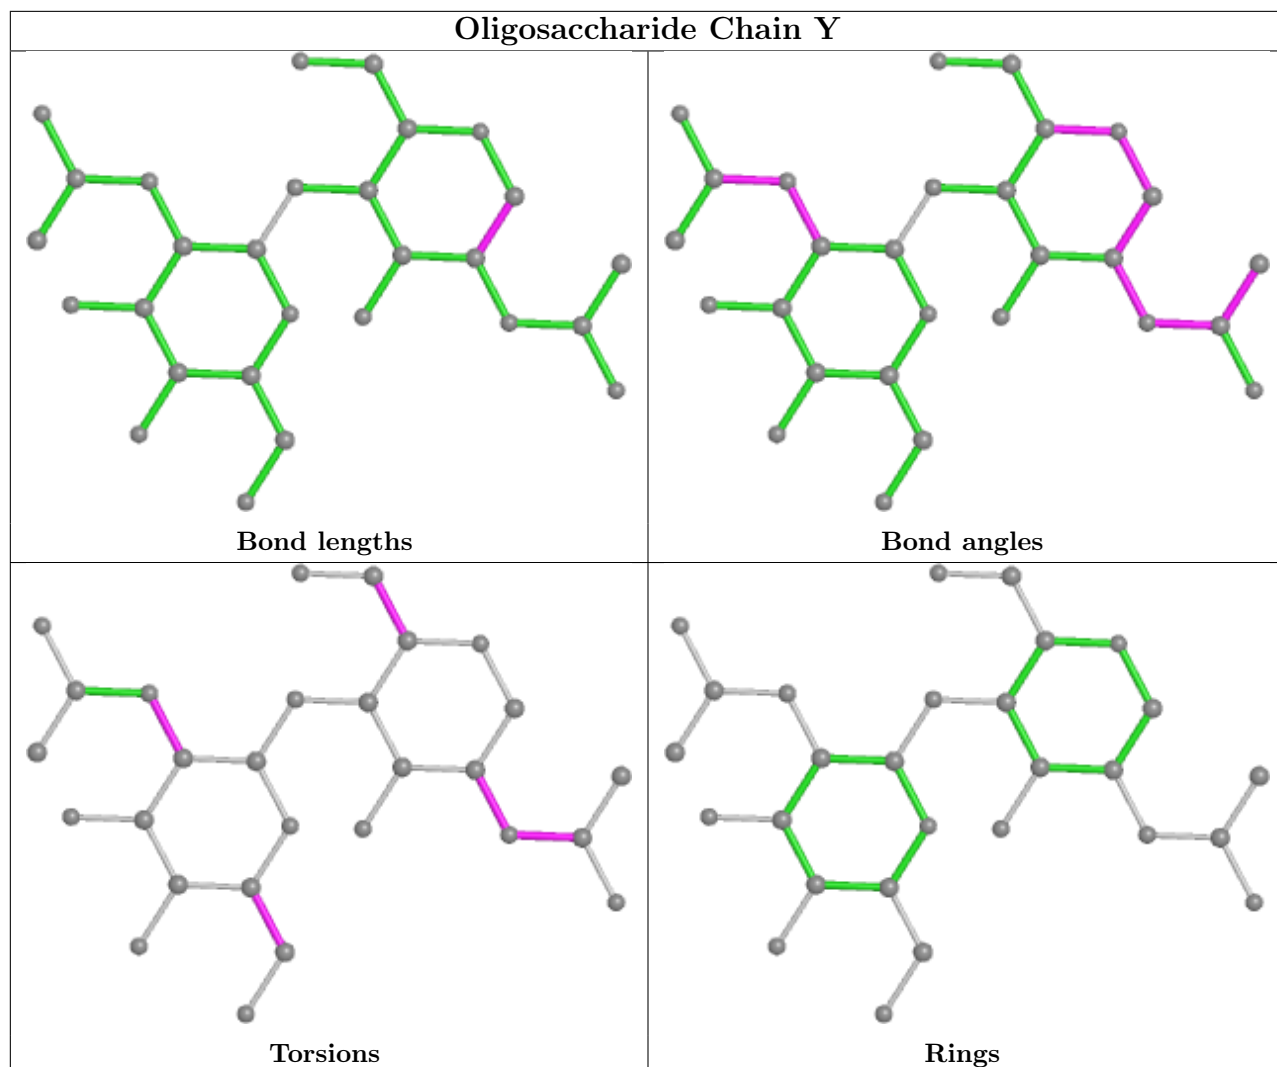 Oligosaccharide Chain Y
Bond lengths
Bond angles
Torsions
Rings